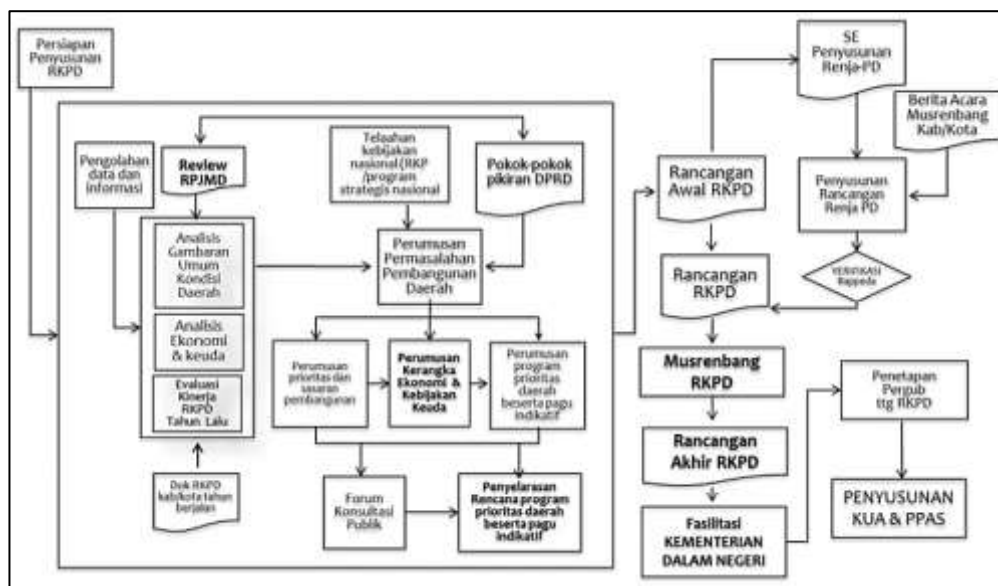 Persiapan
Penyusunan
RKPD
Pengolahan
data dan
informasi
Review
RPJMD
Telaahan
kebijakan
nasional(RKP
/program
strategis nasional
Pokok-pokok
pikiran DPRD
Analisis
Gambaran
Umum
Kondisi
Daerah
Analisis
Ekonomi
& keuda
Evaluasi
Kinerja
RKPD
Tahun Lalu
Dok RKPD
kab/kota tahun
berjalan
Perumusan
Permasalahan
Pembangunan
Daerah
Perumusan
prioritas dan
sasaran pembangunan
Perumusan
Kerangka
Ekonomi &
Kebijakan
Keuda
Perumusan
program
prioritas
daerah
beserta pagu
indikatif
Forum
Konsultasi
Publik
Penyelarasan
Rencana program
prioritas daerah
beserta pagu
indikatif
Rancangan
Awal RKPD
SE
Penyusunan
Renja-PD
Berita Acara
Musrenbang
Kab/Kota
Penyusunan
Rancangan
Renja PD
VERIFIKASI
Bappeda
Rancangan
RKPD
Musrenbang
RKPD
Rancangan
Akhir RKPD
Fasilitasi
KEMENTERIAN
DALAM NEGERI
Penetapan
Pergub
ttg RKPD
PENYUSUNAN
KUA & PPAS